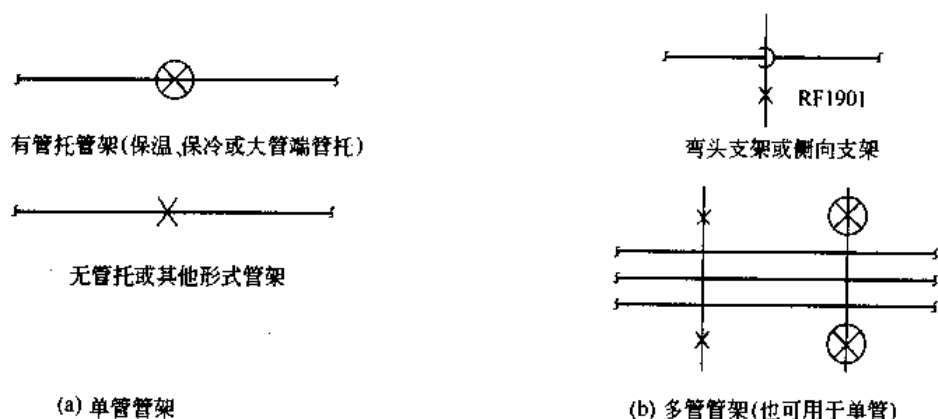 有管托管架(保温、保冷或大管端管托)
无管托或其他形式管架
(a) 单管管架
RF1901
弯头支架或侧向支架
(b) 多管管架(也可用于单管)